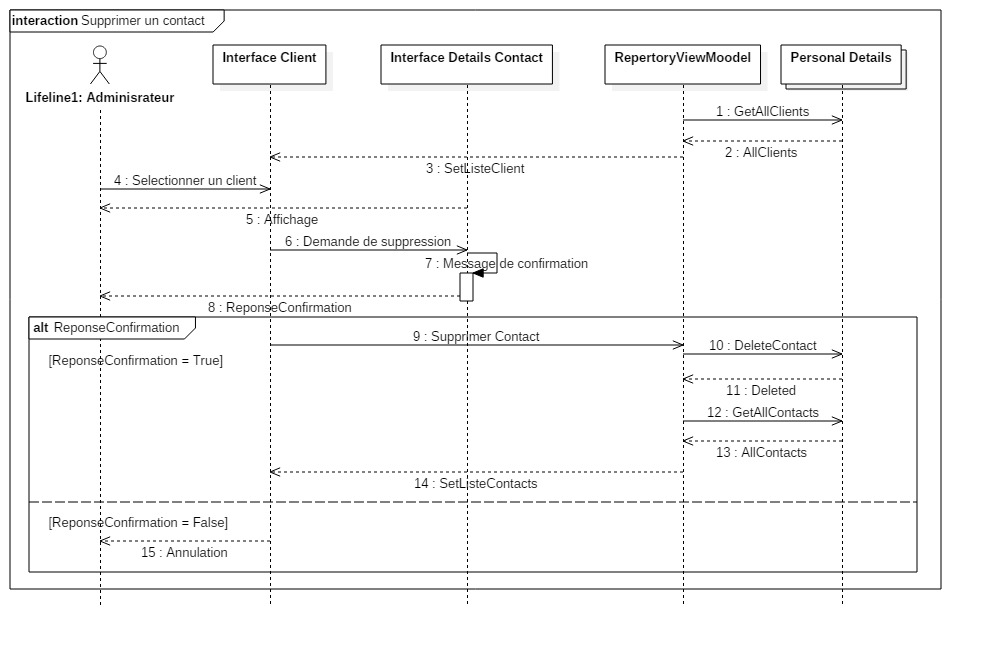 interaction Supprimer un contact
Interface Client
Interface Details Contact
RepertoryViewMoodel
Personal Details
Lifeline1: Adminisrateur
1 : GetAllClients
2 : AllClients
3 : SetListeClient
4 : Selectionner un client
5 : Affichage
6 : Demande de suppression
7 : Message de confirmation
8 : ReponseConfirmation
alt ReponseConfirmation
9 : Supprimer Contact
10 : DeleteContact
[ReponseConfirmation = True]
11 : Deleted
12 : GetAllContacts
13 : AllContacts
14 : SetListeContacts
[ReponseConfirmation = False]
15 : Annulation